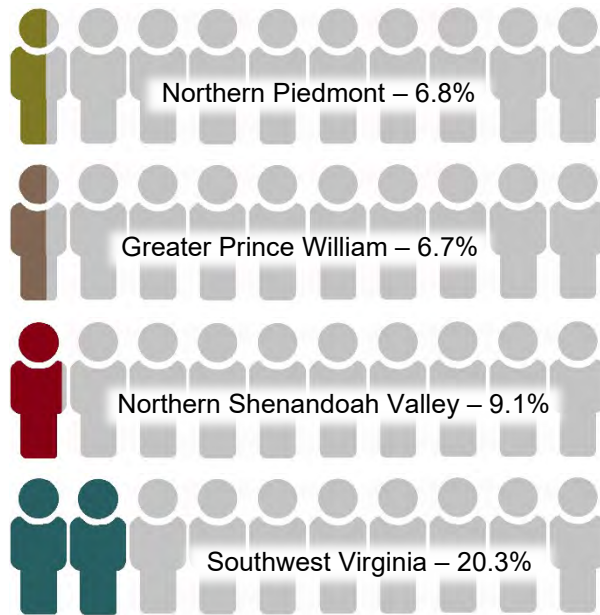 Northern Piedmont – 6.8%
Greater Prince William – 6.7%
Northern Shenandoah Valley – 9.1%
Southwest Virginia – 20.3%